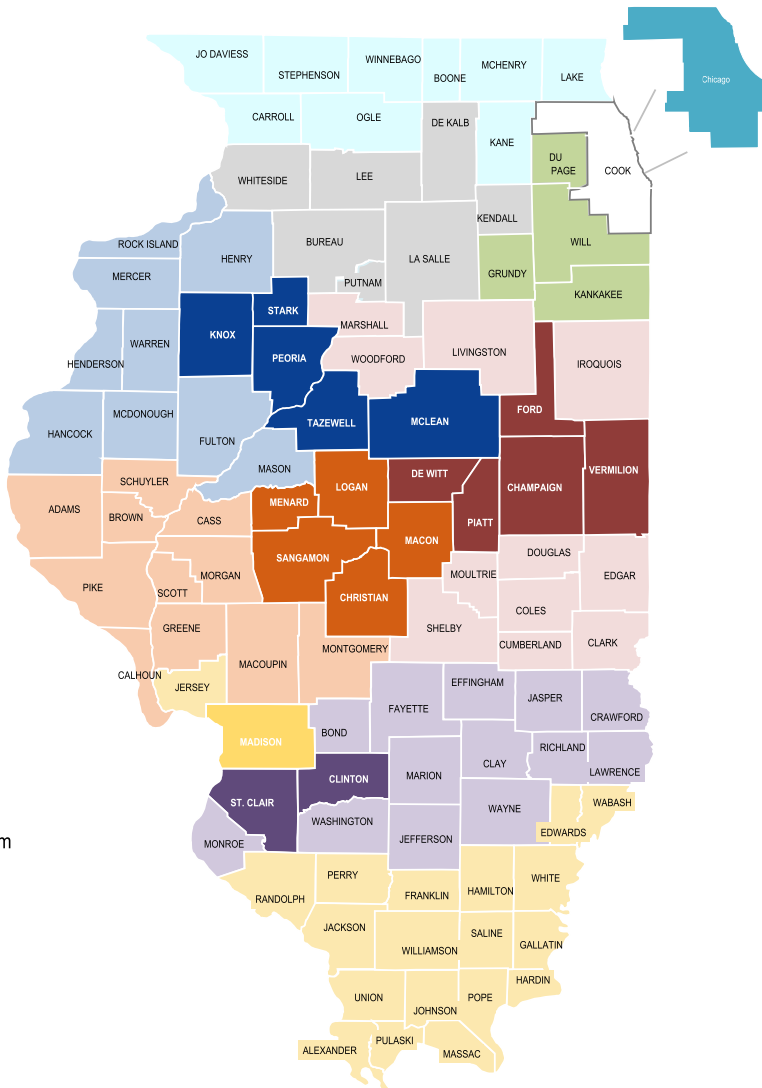 JO DAVIESS
STEPHENSON
WINNEBAGO
BOONE
MCHENRY
LAKE
Chicago
CARROLL
OGLE
DE KALB
KANE
DU
PAGE
COOK
WHITESIDE
LEE
KENDALL
ROCK ISLAND
HENRY
BUREAU
LA SALLE
WILL
MERCER
PUTNAM
GRUNDY
KANKAKEE
STARK
KNOX
MARSHALL
WARREN
HENDERSON
PEORIA
WOODFORD
LIVINGSTON
IROQUOIS
MCDONOUGH
HANCOCK
FULTON
TAZEWELL
MCLEAN
FORD
MASON
SCHUYLER
LOGAN
DE WITT
CHAMPAIGN
VERMILION
ADAMS
BROWN
CASS
MENARD
PIATT
MACON
SANGAMON
DOUGLAS
PIKE
SCOTT
MORGAN
CHRISTIAN
MOULTRIE
EDGAR
COLES
GREENE
SHELBY
CUMBERLAND
CLARK
CALHOUN
JERSEY
MACOUPIN
MONTGOMERY
EFFINGHAM
JASPER
CRAWFORD
FAYETTE
MADISON
BOND
RICHLAND
CLAY
LAWRENCE
CLINTON
MARION
ST. CLAIR
WASHINGTON
WAYNE
WABASH
EDWARDS
MONROE
JEFFERSON
m
PERRY
RANDOLPH
FRANKLIN
HAMILTON
WHITE
JACKSON
WILLIAMSON
SALINE
GALLATIN
HARDIN
UNION
JOHNSON
POPE
ALEXANDER
PULASKI
MASSAC